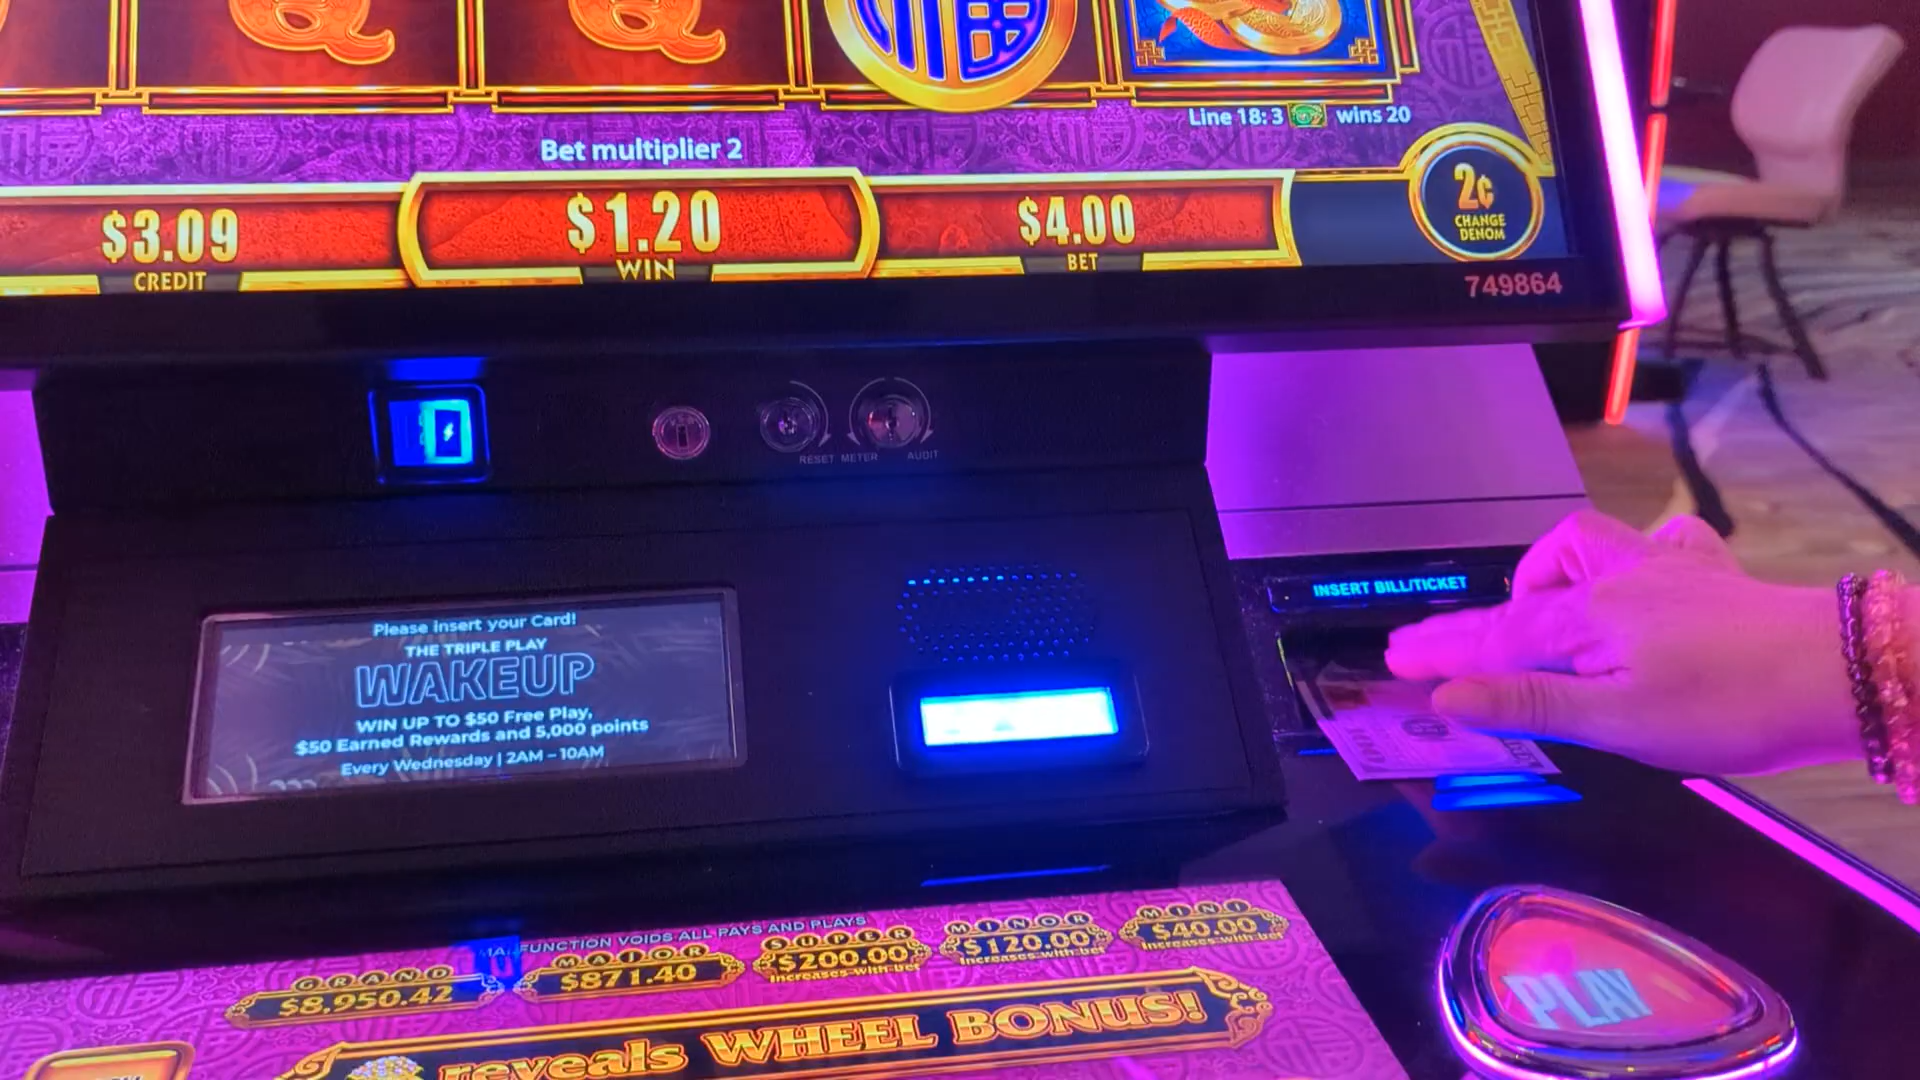 福
Line 18: 3 wins 20
Bet multiplier 2
$3.09
CREDIT
$1.20
WIN
$4.00
BET
2¢
CHANGE
DENOM
749864
RESET METER AUDIT
INSERT BILL/TICKET
Please insert your Card!
THE TRIPLE PLAY
WAKEUP
WIN UP TO $50 Free Play,
$50 Earned Rewards and 5,000 points
Every Wednesday | 2AM – 10AM
100
FUNCTION VOIDS ALL PAYS AND PLAYS
GRAND
$8,950.42
MAJOR
$871.40
SUPER
$200.00
Increases with bet
MINOR
$120.00
Increases with bet
MINI
$40.00
Increases with bet
reveals WHEEL BONUS!
PLAY